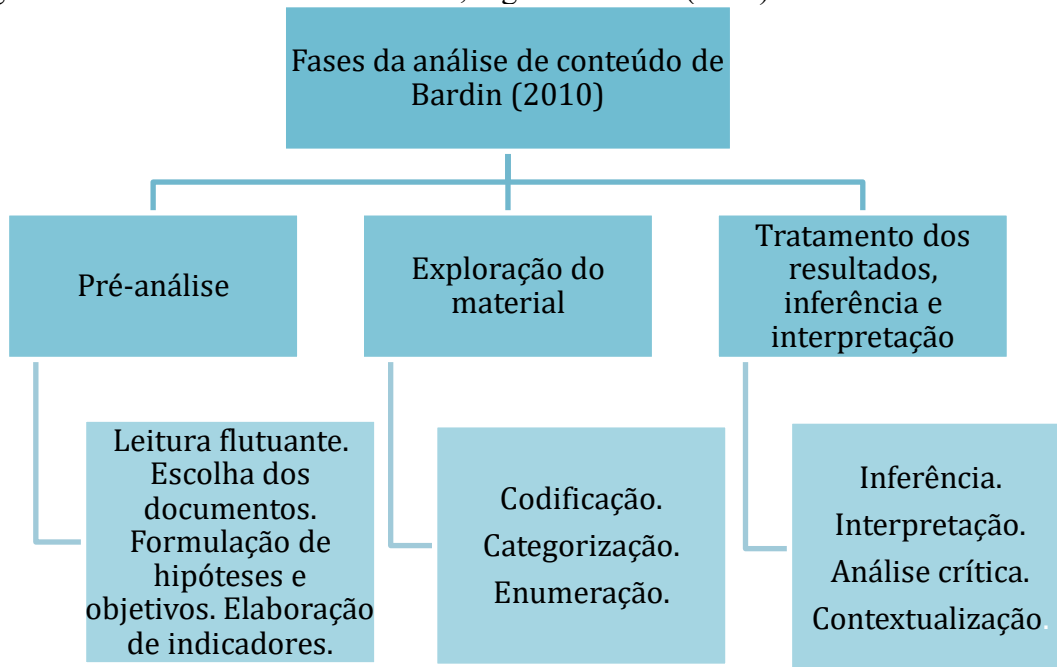 Fases da análise de conteúdo de
Bardin (2010)
Pré-análise
Exploração do
material
Tratamento dos
resultados,
inferência e
interpretação
Leitura flutuante.
Escolha dos
documentos.
Formulação de
hipóteses e
objetivos. Elaboração
de indicadores.
Codificação.
Categorização.
Enumeração.
Inferência.
Interpretação.
Análise crítica.
Contextualização.